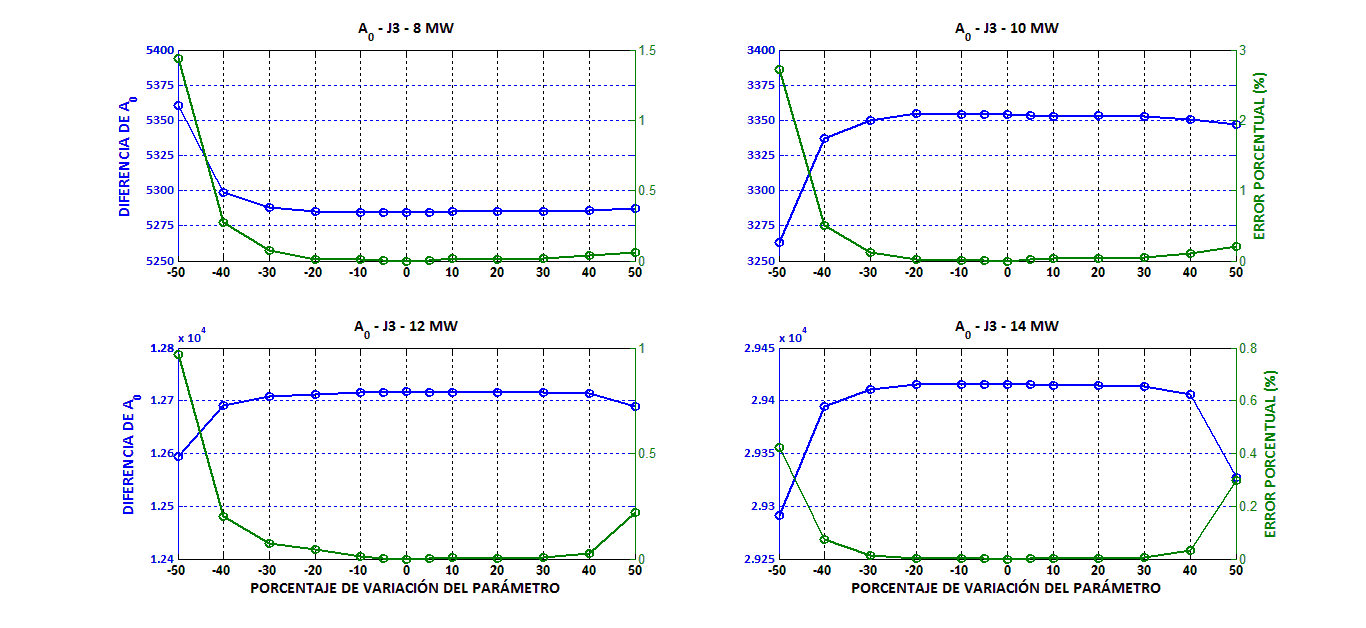 A0 - J3 - 8 MW
A0 - J3 - 10 MW
5400
5375
5350
5325
5300
5275
5250
DIFERENCIA DE A0
1.5
1
0.5
0
-50 -40 -30 -20 -10 0 10 20 30 40 50
3400
3375
3350
3325
3300
3275
3250
3
2
1
0
ERROR PORCENTUAL (%)
-50 -40 -30 -20 -10 0 10 20 30 40 50
A0 - J3 - 12 MW
A0 - J3 - 14 MW
x 10^4
1.28
1.27
1.26
1.25
1.24
DIFERENCIA DE A0
1
0.5
0
-50 -40 -30 -20 -10 0 10 20 30 40 50
PORCENTAJE DE VARIACIÓN DEL PARÁMETRO
x 10^4
2.945
2.94
2.935
2.93
2.925
0.8
0.6
0.4
0.2
0
ERROR PORCENTUAL (%)
-50 -40 -30 -20 -10 0 10 20 30 40 50
PORCENTAJE DE VARIACIÓN DEL PARÁMETRO